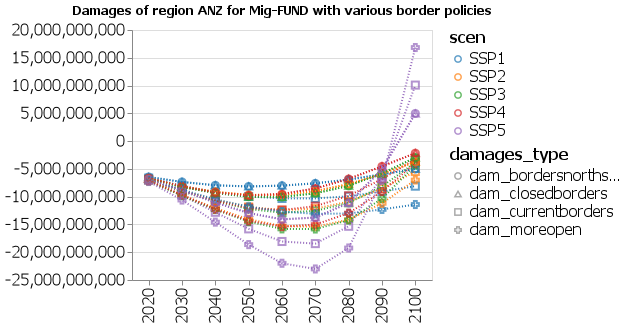 Damages of region ANZ for Mig-FUND with various border policies
20,000,000,000
15,000,000,000
10,000,000,000
5,000,000,000
0
-5,000,000,000
-10,000,000,000
-15,000,000,000
-20,000,000,000
-25,000,000,000
2020
2030
2040
2050
2060
2070
2080
2090
2100
scen
SSP1
SSP2
SSP3
SSP4
SSP5
damages_type
dam_bordersnorths...
dam_closedborders
dam_currentborders
dam_moreopen